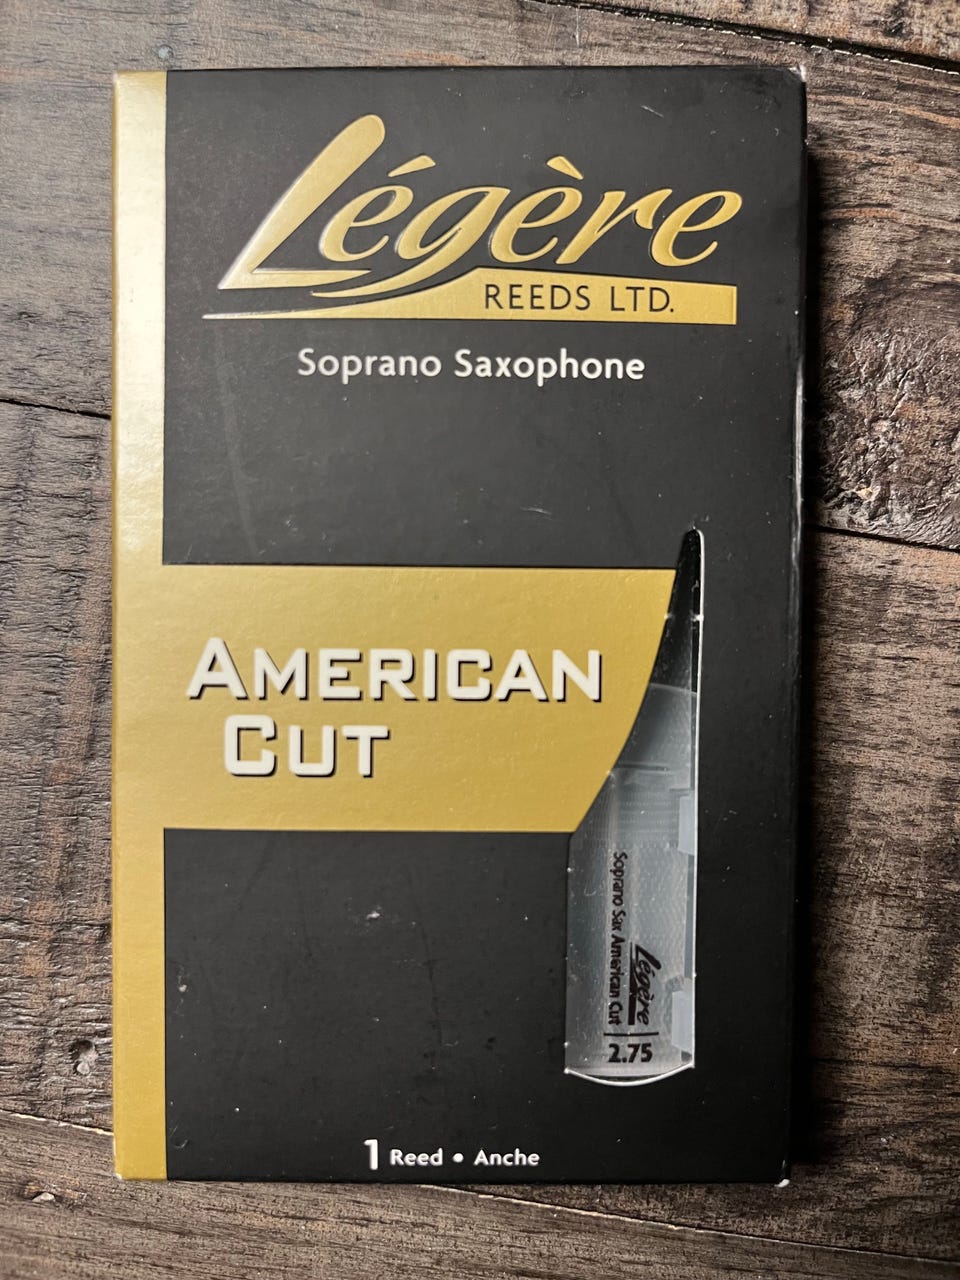 Légère
REEDS LTD.
Soprano Saxophone
AMERICAN
CUT
Soprano Sax American Cut
Légère
2.75
1 Reed • Anche